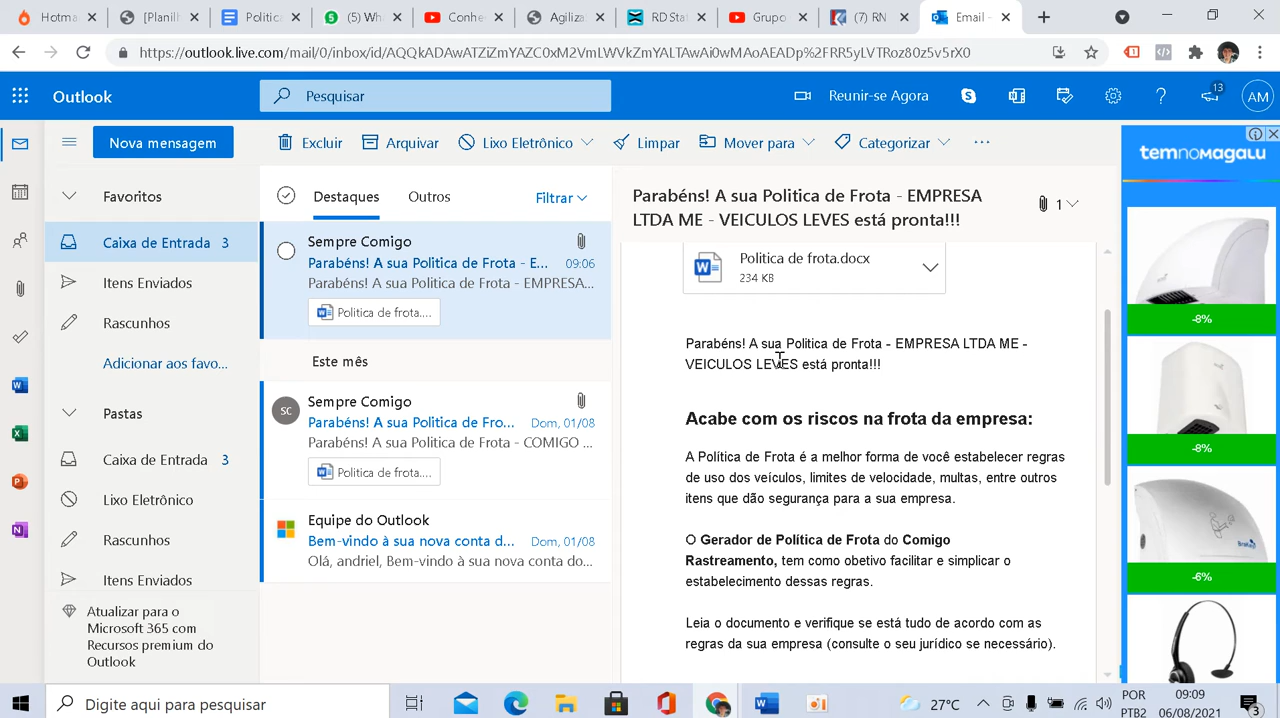 Hotma
[Planilh
Politica
(5) Wh
Conhe
Agiliza
RD Stat
Grupo
(7) RN
Email -
https://outlook.live.com/mail/0/inbox/id/AQQkADAwATZiZmYAZC0xM2VmLWVkZmYALTAwAi0wMAoAEADp%2FRR5yLVTRoz80z5v5rX0
Outlook
Pesquisar
Reunir-se Agora
13
AM
Nova mensagem
Excluir
Arquivar
Lixo Eletrônico
Limpar
Mover para
Categorizar
temnomagalu
Favoritos
Caixa de Entrada 3
Itens Enviados
Rascunhos
Adicionar aos favo...
Pastas
Caixa de Entrada 3
Lixo Eletrônico
Rascunhos
Itens Enviados
Atualizar para o
Microsoft 365 com
Recursos premium do
Outlook
Destaques
Outros
Filtrar
Sempre Comigo
Parabéns! A sua Politica de Frota - E... 09:06
Parabéns! A sua Politica de Frota - EMPRESA...
Politica de frota....
Este mês
SC
Sempre Comigo
Parabéns! A sua Politica de Fro... Dom, 01/08
Parabéns! A sua Politica de Frota - COMIGO ...
Politica de frota....
Equipe do Outlook
Bem-vindo à sua nova conta d... Dom, 01/08
Olá, andriel, Bem-vindo à sua nova conta do...
Parabéns! A sua Politica de Frota - EMPRESA
LTDA ME - VEICULOS LEVES está pronta!!!
1
Politica de frota.docx
234 KB
Parabéns! A sua Politica de Frota - EMPRESA LTDA ME -
VEICULOS LEVES está pronta!!!
Acabe com os riscos na frota da empresa:
A Política de Frota é a melhor forma de você estabelecer regras
de uso dos veículos, limites de velocidade, multas, entre outros
itens que dão segurança para a sua empresa.
O Gerador de Política de Frota do Comigo
Rastreamento, tem como obetivo facilitar e simplicar o
estabelecimento dessas regras.
Leia o documento e verifique se está tudo de acordo com as
regras da sua empresa (consulte o seu jurídico se necessário).
-8%
-8%
-6%
Digite aqui para pesquisar
27°C
POR
PTB2
09:09
06/08/2021
3